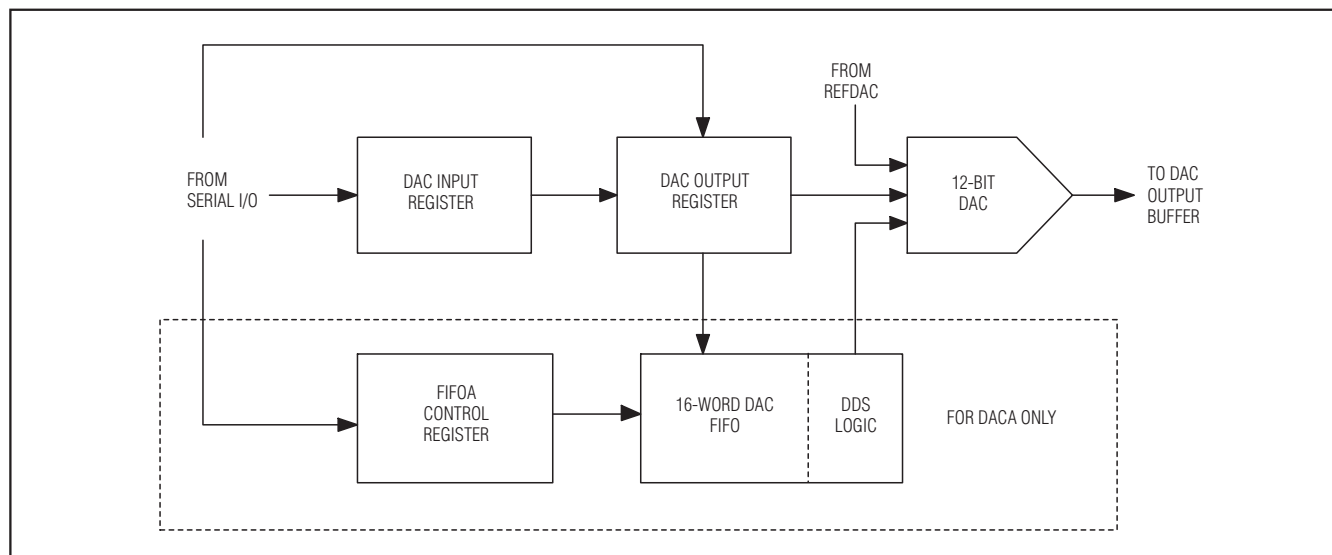 FROM
REFDAC
FROM
SERIAL I/O
DAC INPUT
REGISTER
DAC OUTPUT
REGISTER
12-BIT
DAC
TO DAC
OUTPUT
BUFFER
FIFOA
CONTROL
REGISTER
16-WORD DAC
FIFO
DDS
LOGIC
FOR DACA ONLY